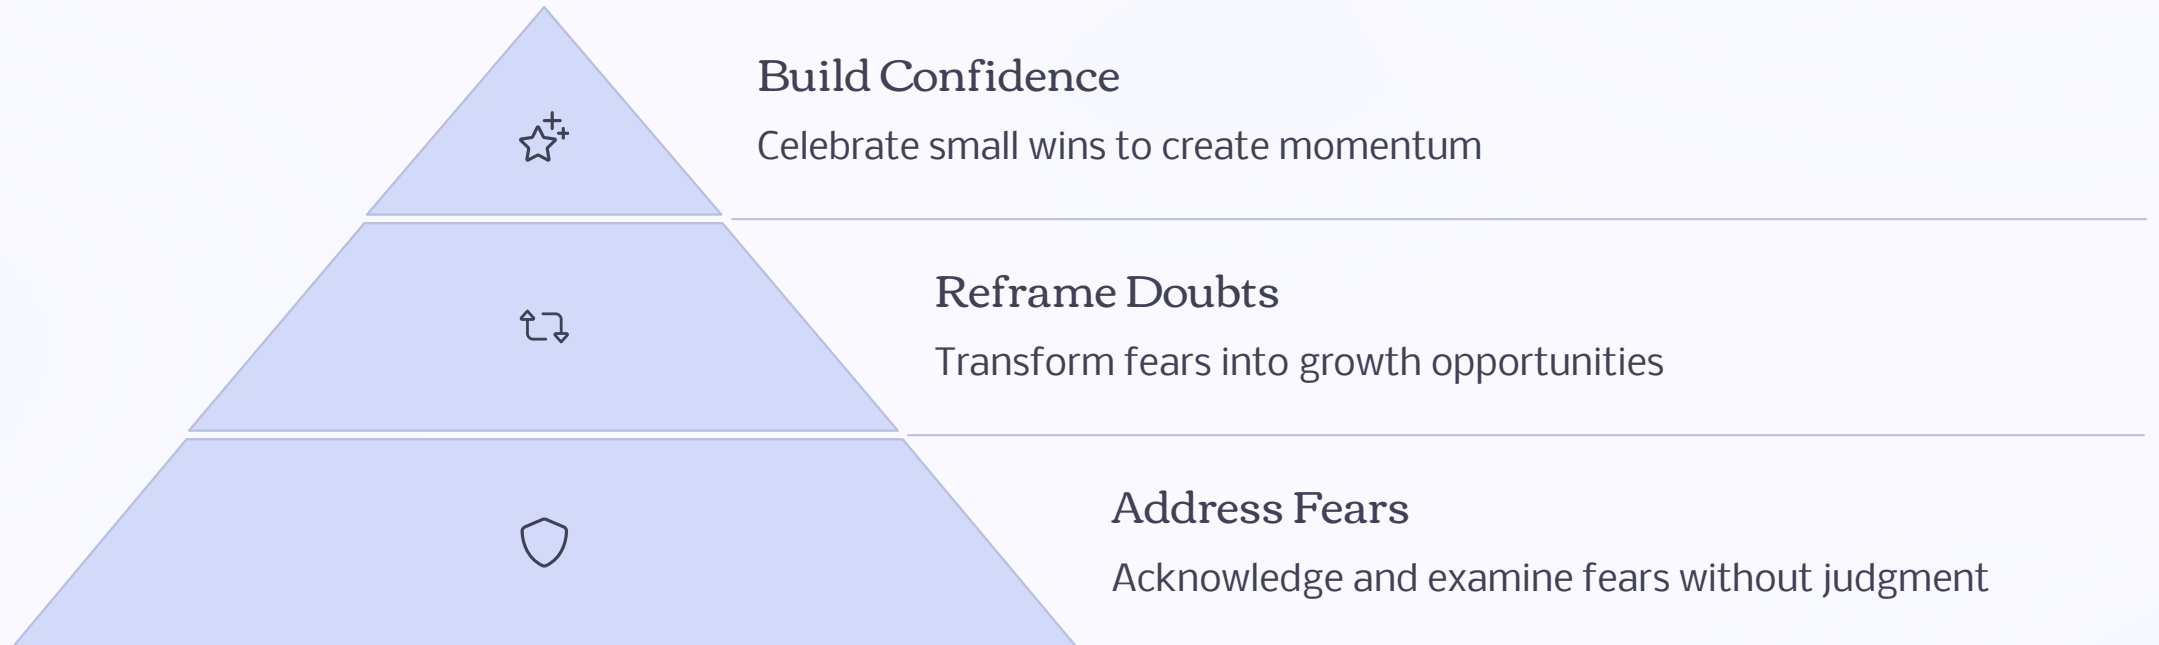 Build Confidence
Celebrate small wins to create momentum
Reframe Doubts
Transform fears into growth opportunities
Address Fears
Acknowledge and examine fears without judgment